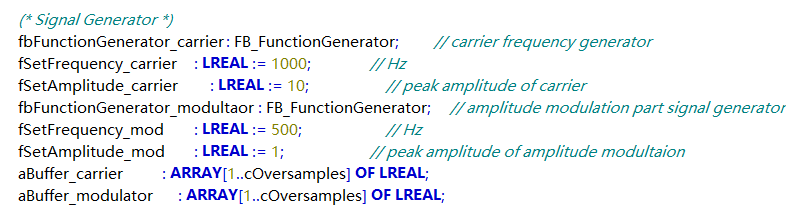 (* Signal Generator *)
fbFunctionGenerator_carrier: FB_FunctionGenerator; // carrier frequency generator
fSetFrequency_carrier : LREAL := 1000; // Hz
fSetAmplitude_carrier : LREAL := 10; // peak amplitude of carrier
fbFunctionGenerator_modultaor : FB_FunctionGenerator; // amplitude modulation part signal generator
fSetFrequency_mod : LREAL := 500; // Hz
fSetAmplitude_mod : LREAL := 1; // peak amplitude of amplitude modultaion
aBuffer_carrier : ARRAY[1..cOversamples] OF LREAL;
aBuffer_modulator : ARRAY[1..cOversamples] OF LREAL;